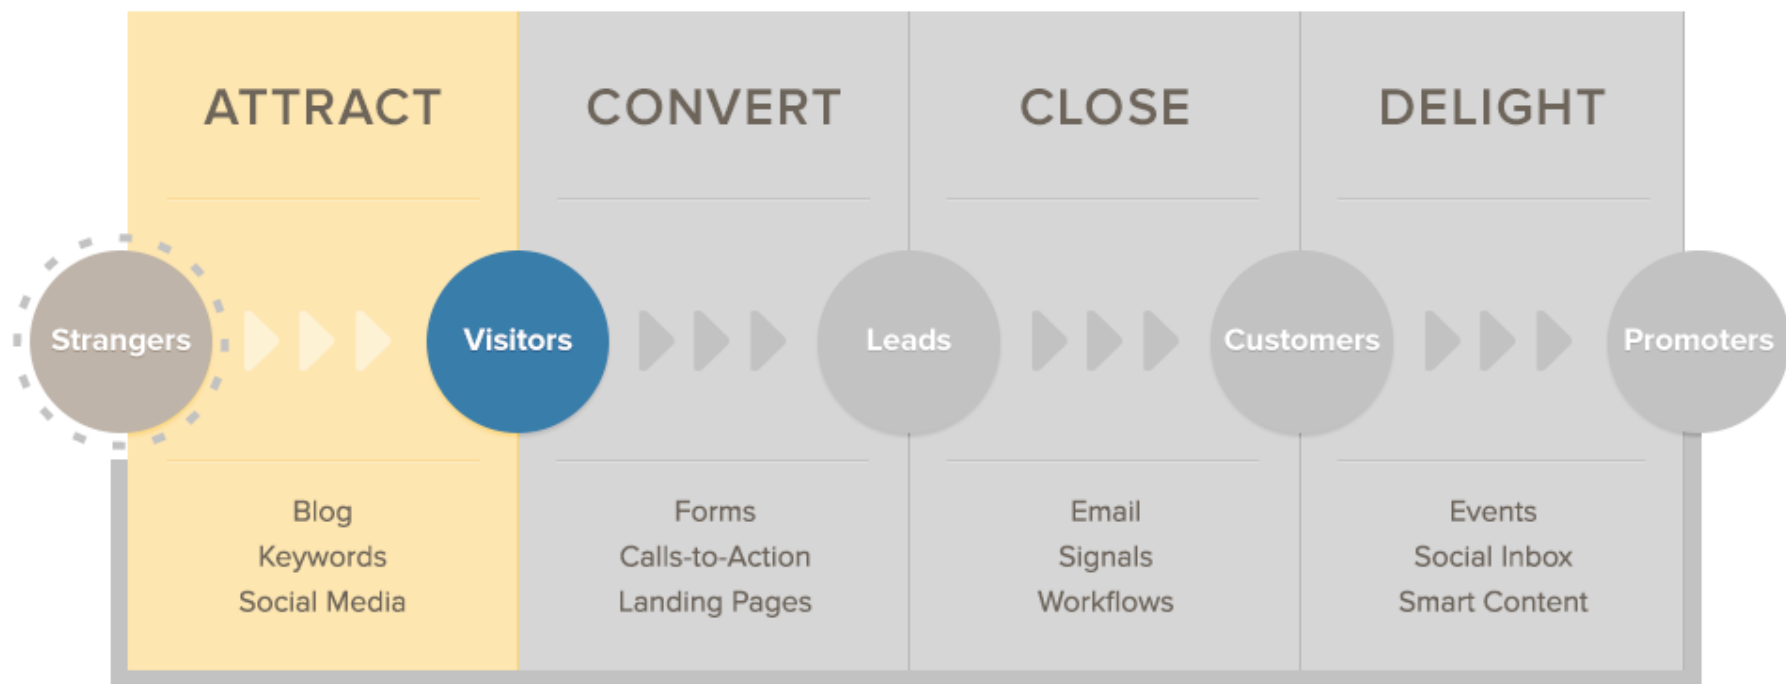 ATTRACT
CONVERT
CLOSE
DELIGHT
Strangers
Visitors
Leads
Customers
Promoters
Blog
Keywords
Social Media
Forms
Calls-to-Action
Landing Pages
Email
Signals
Workflows
Events
Social Inbox
Smart Content